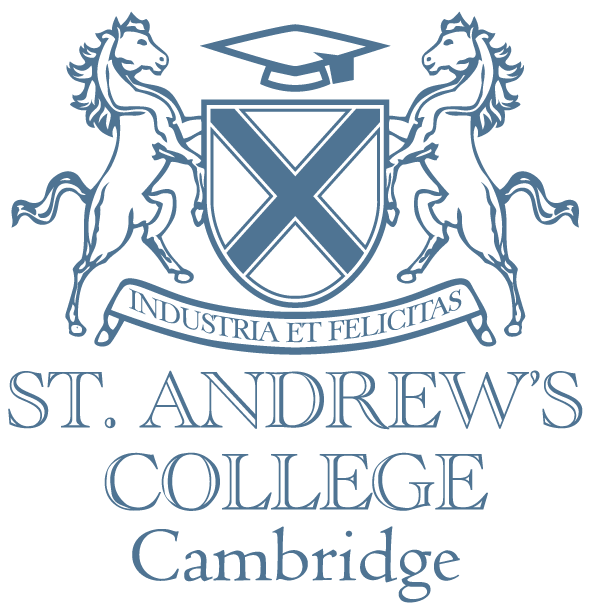 INDUSTRIA ET FELICITAS
ST. ANDREW'S
COLLEGE
Cambridge